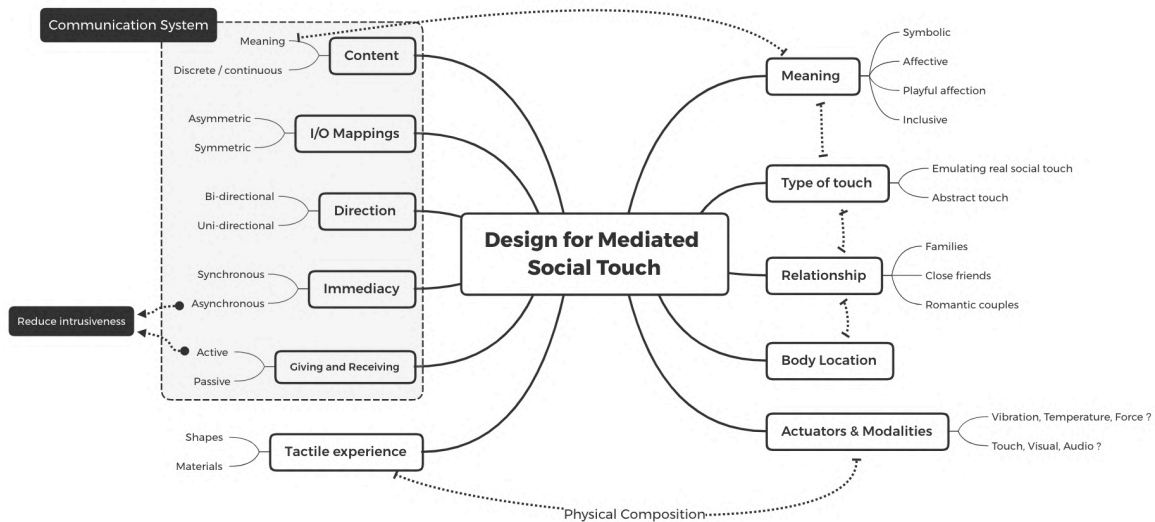 Communication System
Meaning
Discrete / continuous
Content
Asymmetric
Symmetric
I/O Mappings
Bi-directional
Uni-directional
Direction
Synchronous
Asynchronous
Immediacy
Reduce intrusiveness
Active
Passive
Giving and Receiving
Shapes
Materials
Tactile experience
Design for Mediated
Social Touch
Meaning
Symbolic
Affective
Playful affection
Inclusive
Type of touch
Emulating real social touch
Abstract touch
Relationship
Families
Close friends
Romantic couples
Body Location
Actuators & Modalities
Vibration, Temperature, Force ?
Touch, Visual, Audio ?
Physical Composition